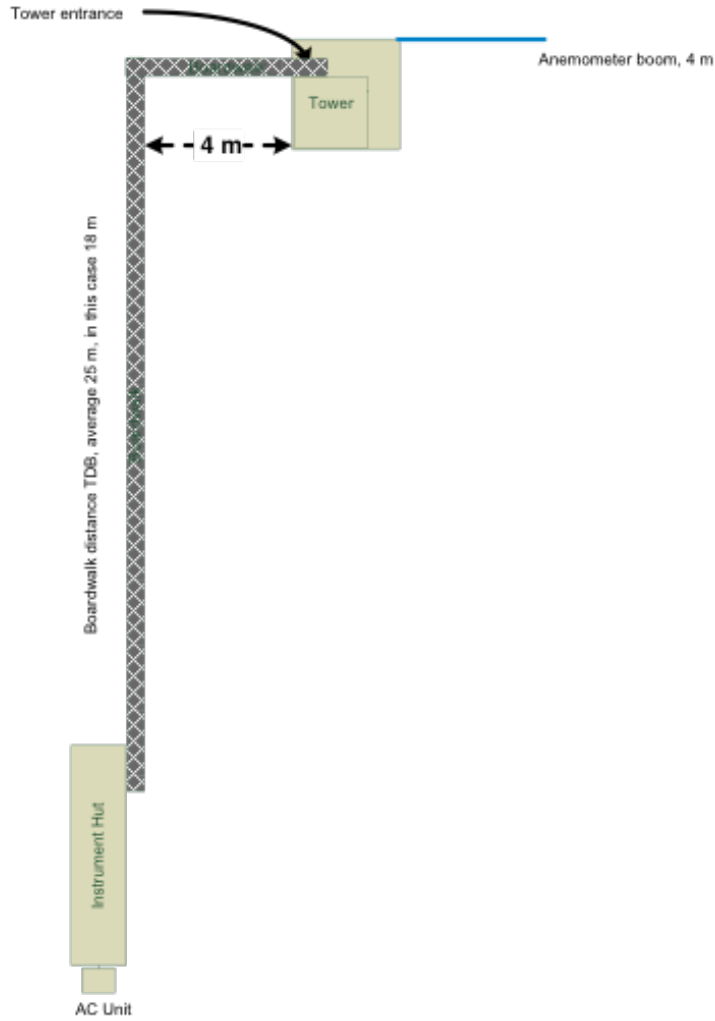 Tower entrance
Anemometer boom, 4 m
Tower
4 m
Boardwalk distance TDB, average 25 m, in this case 18 m
Instrument Hut
AC Unit